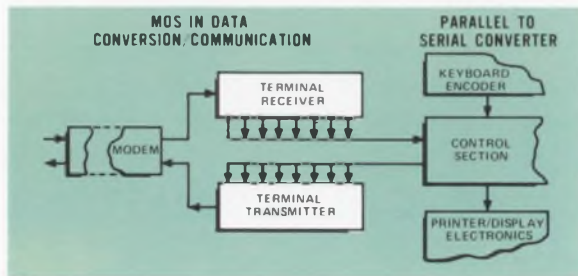 MOS IN DATA
CONVERSION/COMMUNICATION
PARALLEL TO
SERIAL CONVERTER
TERMINAL
RECEIVER
KEYBOARD
ENCODER
MODEM
CONTROL
SECTION
TERMINAL
TRANSMITTER
PRINTER/DISPLAY
ELECTRONICS